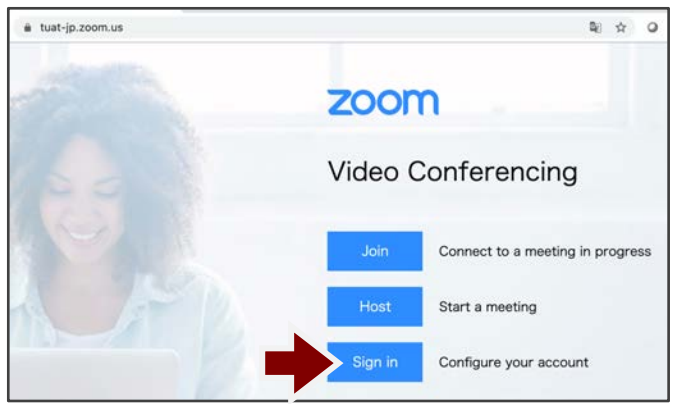 tuat-jp.zoom.us
zoom
Video Conferencing
Join Connect to a meeting in progress
Host Start a meeting
Sign in Configure your account